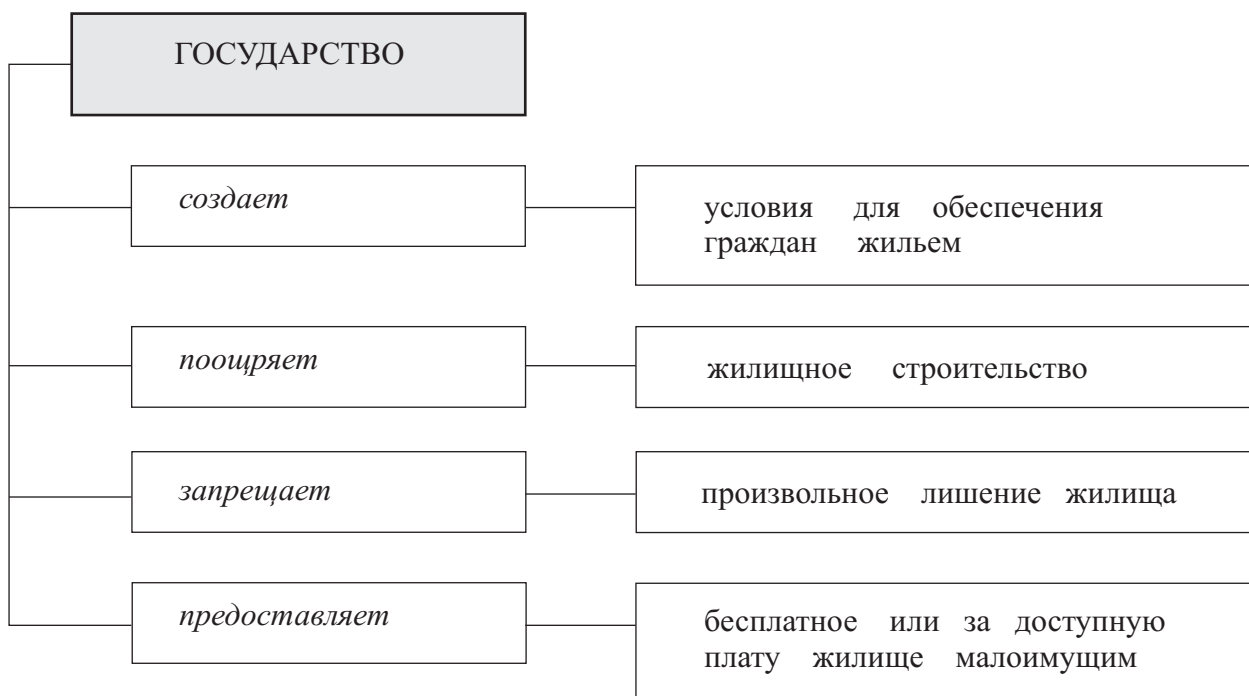 ГОСУДАРСТВО
создает
условия для обеспечения
граждан жильем
поощряет
жилищное строительство
запрещает
произвольное лишение жилища
предоставляет
бесплатное или за доступную
плату жилище малоимущим